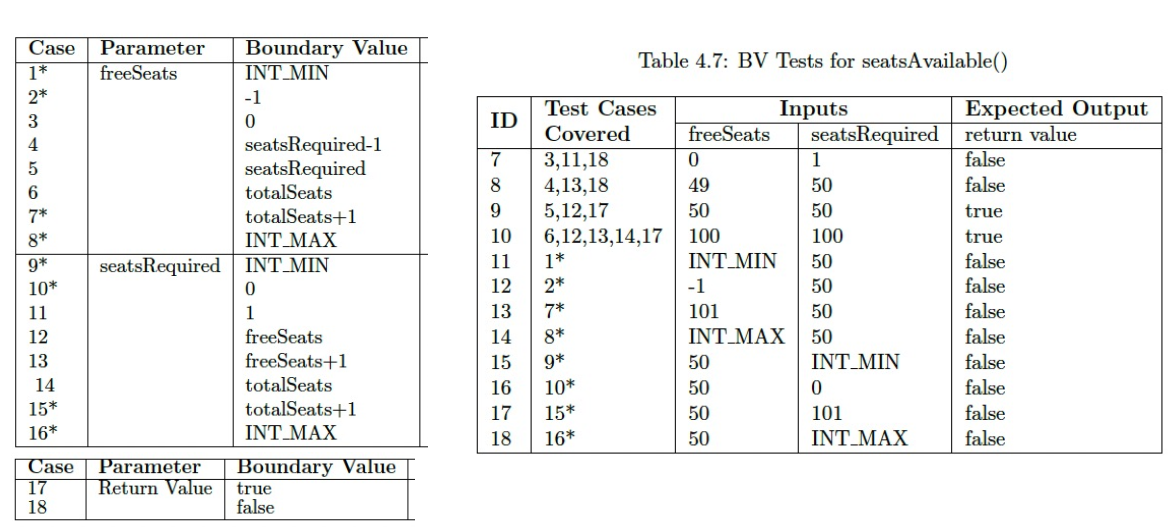 Case Parameter Boundary Value
1* freeSeats INT_MIN
2* -1
3 0
4 seatsRequired-1
5 seatsRequired
6 totalSeats
7* totalSeats+1
8* INT_MAX
9* seatsRequired INT_MIN
10* 0
11 1
12 freeSeats
13 freeSeats+1
14 totalSeats
15* totalSeats+1
16* INT_MAX
Case Parameter Boundary Value
17 Return Value true
18 false
Table 4.7: BV Tests for seatsAvailable()
ID Test Cases Covered Inputs Expected Output
freeSeats seatsRequired return value
7 3,11,18 0 1 false
8 4,13,18 49 50 false
9 5,12,17 50 50 true
10 6,12,13,14,17 100 100 true
11 1* INT_MIN 50 false
12 2* -1 50 false
13 7* 101 50 false
14 8* INT_MAX 50 false
15 9* 50 INT_MIN false
16 10* 50 0 false
17 15* 50 101 false
18 16* 50 INT_MAX false